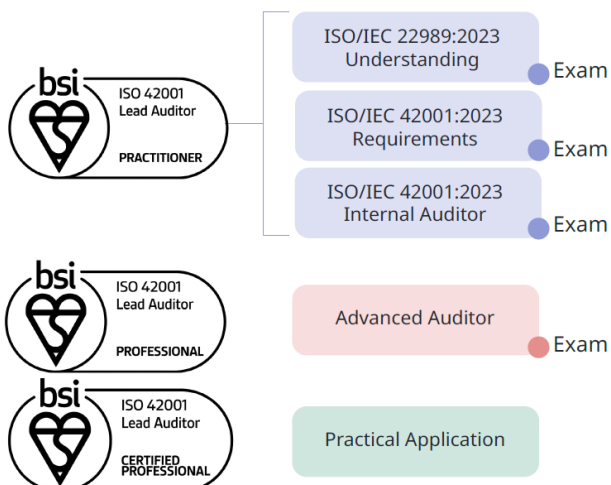 bsi
ISO 42001
Lead Auditor
PRACTITIONER
ISO/IEC 22989:2023
Understanding
Exam
ISO/IEC 42001:2023
Requirements
Exam
ISO/IEC 42001:2023
Internal Auditor
Exam
bsi
ISO 42001
Lead Auditor
PROFESSIONAL
Advanced Auditor
Exam
bsi
ISO 42001
Lead Auditor
CERTIFIED
PROFESSIONAL
Practical Application